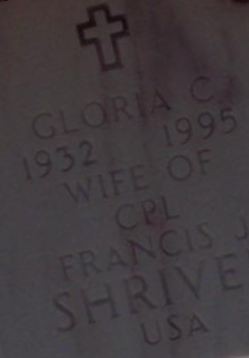 GLORIA C
1932 1995
WIFE OF
CPL
FRANCIS J
SHRIVE
USA